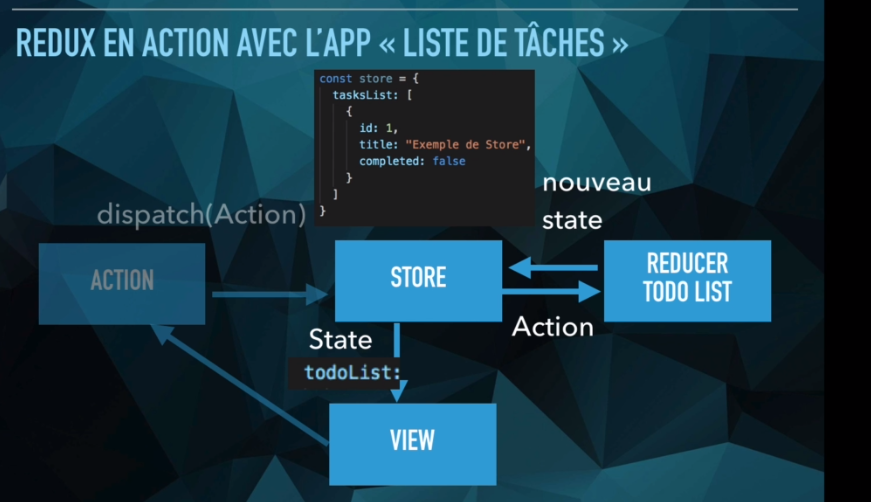 REDUX EN ACTION AVEC L'APP « LISTE DE TÂCHES »
const store = {
tasksList: [
{
id: 1,
title: "Exemple de Store",
completed: false
}
]
}
dispatch(Action)
nouveau
state
ACTION
STORE
REDUCER
TODO LIST
Action
State
todoList:
VIEW